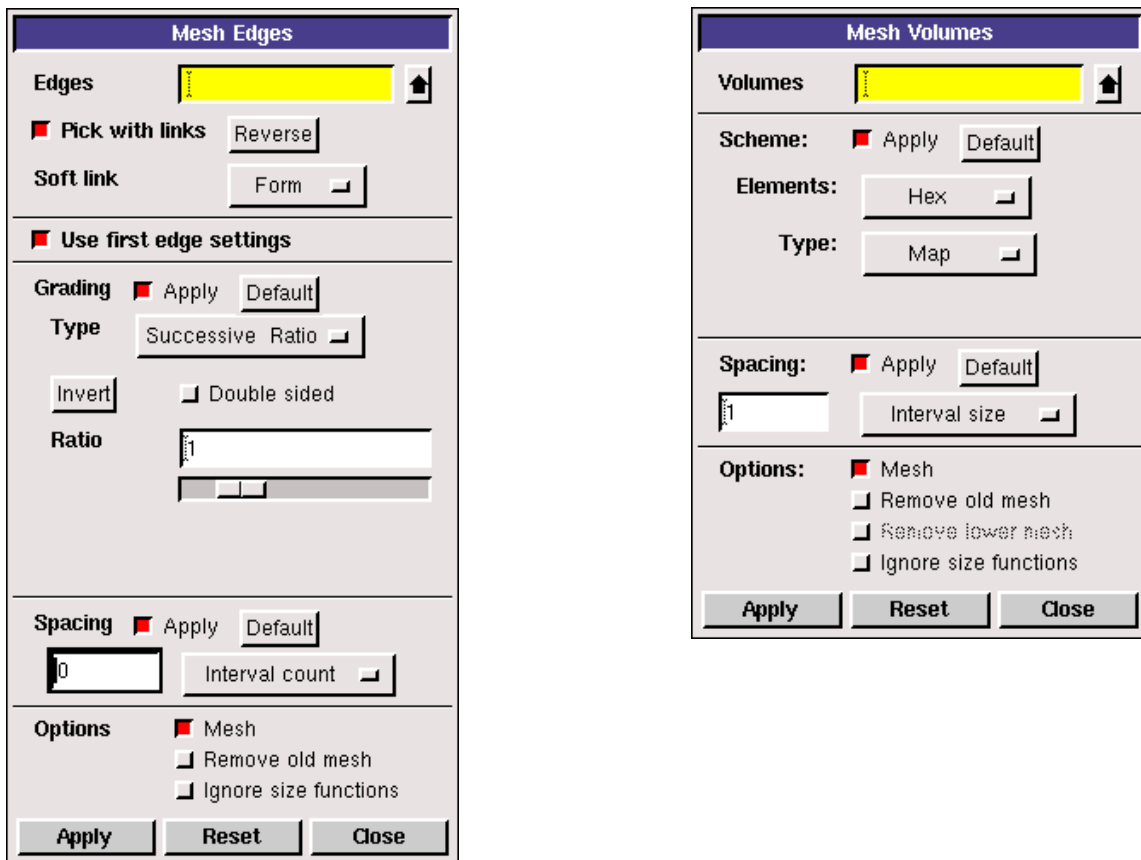 Mesh Edges
Edges
Pick with links Reverse
Soft link Form
Use first edge settings
Grading Apply Default
Type Successive Ratio
Invert Double sided
Ratio 1
Spacing Apply Default
0 Interval count
Options Mesh
Remove old mesh
Ignore size functions
Apply Reset Close
Mesh Volumes
Volumes
Scheme: Apply Default
Elements: Hex
Type: Map
Spacing: Apply Default
1 Interval size
Options: Mesh
Remove old mesh
Remove lower mesh
Ignore size functions
Apply Reset Close